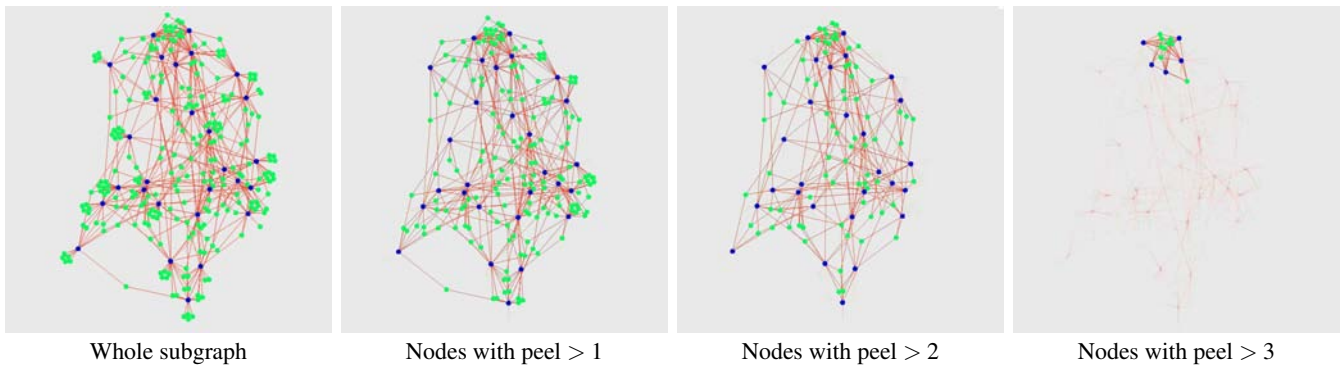 Whole subgraph
Nodes with peel > 1
Nodes with peel > 2
Nodes with peel > 3